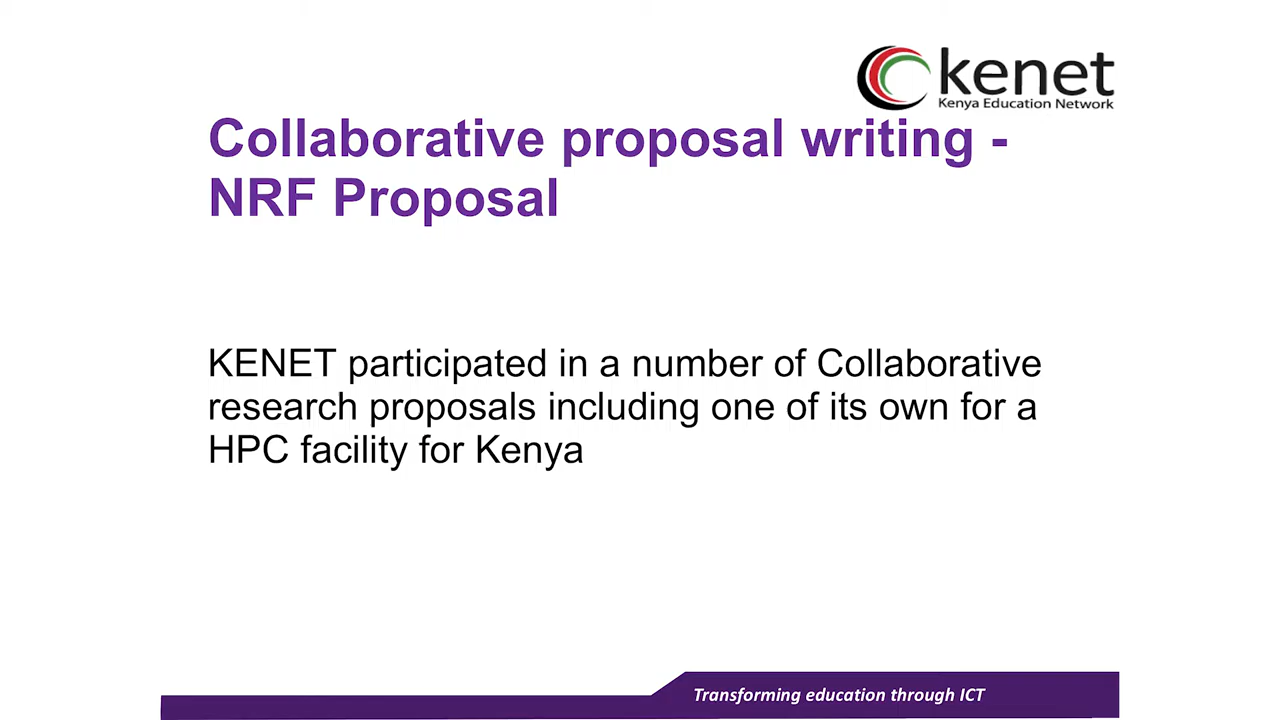 kenet
Kenya Education Network
Collaborative proposal writing -
NRF Proposal
KENET participated in a number of Collaborative
research proposals including one of its own for a
HPC facility for Kenya
Transforming education through ICT